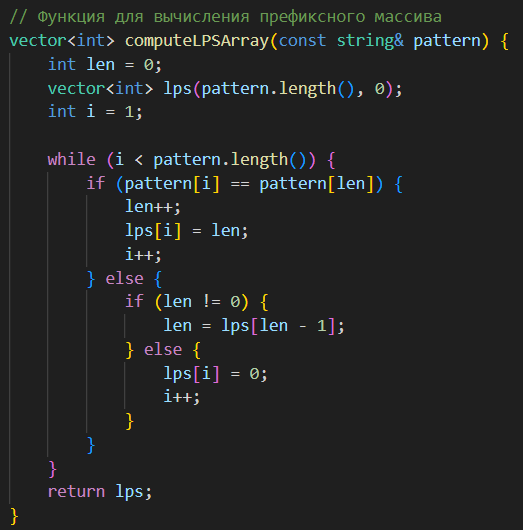 // Функция для вычисления префиксного массива
vector<int> computeLPSArray(const string& pattern) {
    int len = 0;
    vector<int> lps(pattern.length(), 0);
    int i = 1;

    while (i < pattern.length()) {
        if (pattern[i] == pattern[len]) {
            len++;
            lps[i] = len;
            i++;
        } else {
            if (len != 0) {
                len = lps[len - 1];
            } else {
                lps[i] = 0;
                i++;
            }
        }
    }
    return lps;
}